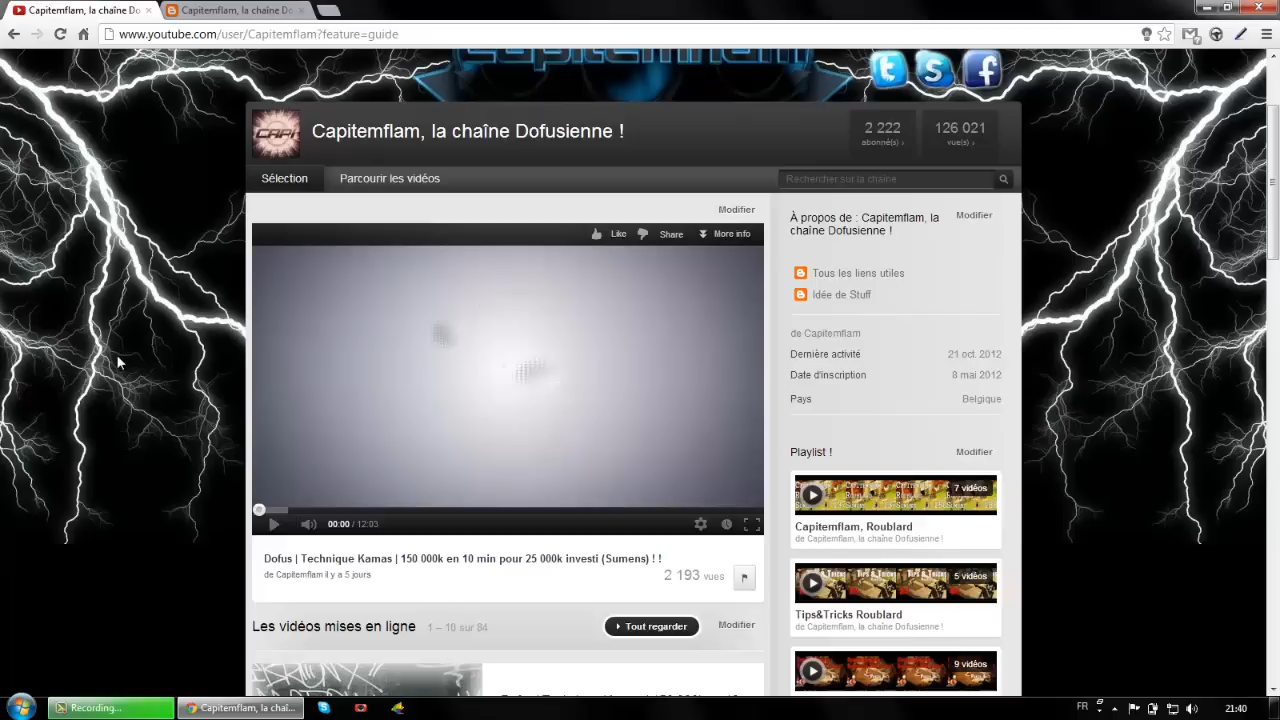 Capitemflam, la chaîne Do
Capitemflam, la chaîne Do
www.youtube.com/user/Capitemflam?feature=guide
Capitemflam
Capitemflam, la chaîne Dofusienne !
2 222
abonné(s) ›
126 021
vue(s) ›
Sélection
Parcourir les vidéos
Rechercher sur la chaîne
Modifier
Like
Share
More info
00:00 / 12:03
Dofus | Technique Kamas | 150 000k en 10 min pour 25 000k investi (Sumens) ! !
de Capitemflam il y a 5 jours
2 193 vues
Les vidéos mises en ligne
1 – 10 sur 84
Tout regarder
Modifier
À propos de : Capitemflam, la
chaîne Dofusienne !
Modifier
Tous les liens utiles
Idée de Stuff
de Capitemflam
Dernière activité
21 oct. 2012
Date d'inscription
8 mai 2012
Pays
Belgique
Playlist !
Modifier
7 vidéos
Capitemflam, Roublard
de Capitemflam, la chaîne Dofusienne !
5 vidéos
Tips&Tricks Roublard
de Capitemflam, la chaîne Dofusienne !
9 vidéos
Recording...
Capitemflam, la chaî...
FR
21:40